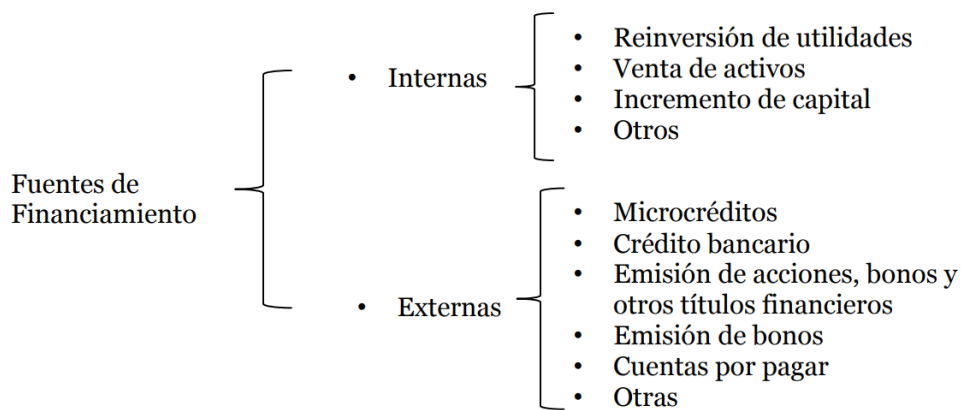 Fuentes de
Financiamiento
• Internas
• Reinversión de utilidades
• Venta de activos
• Incremento de capital
• Otros
• Externas
• Microcréditos
• Crédito bancario
• Emisión de acciones, bonos y
otros títulos financieros
• Emisión de bonos
• Cuentas por pagar
• Otras